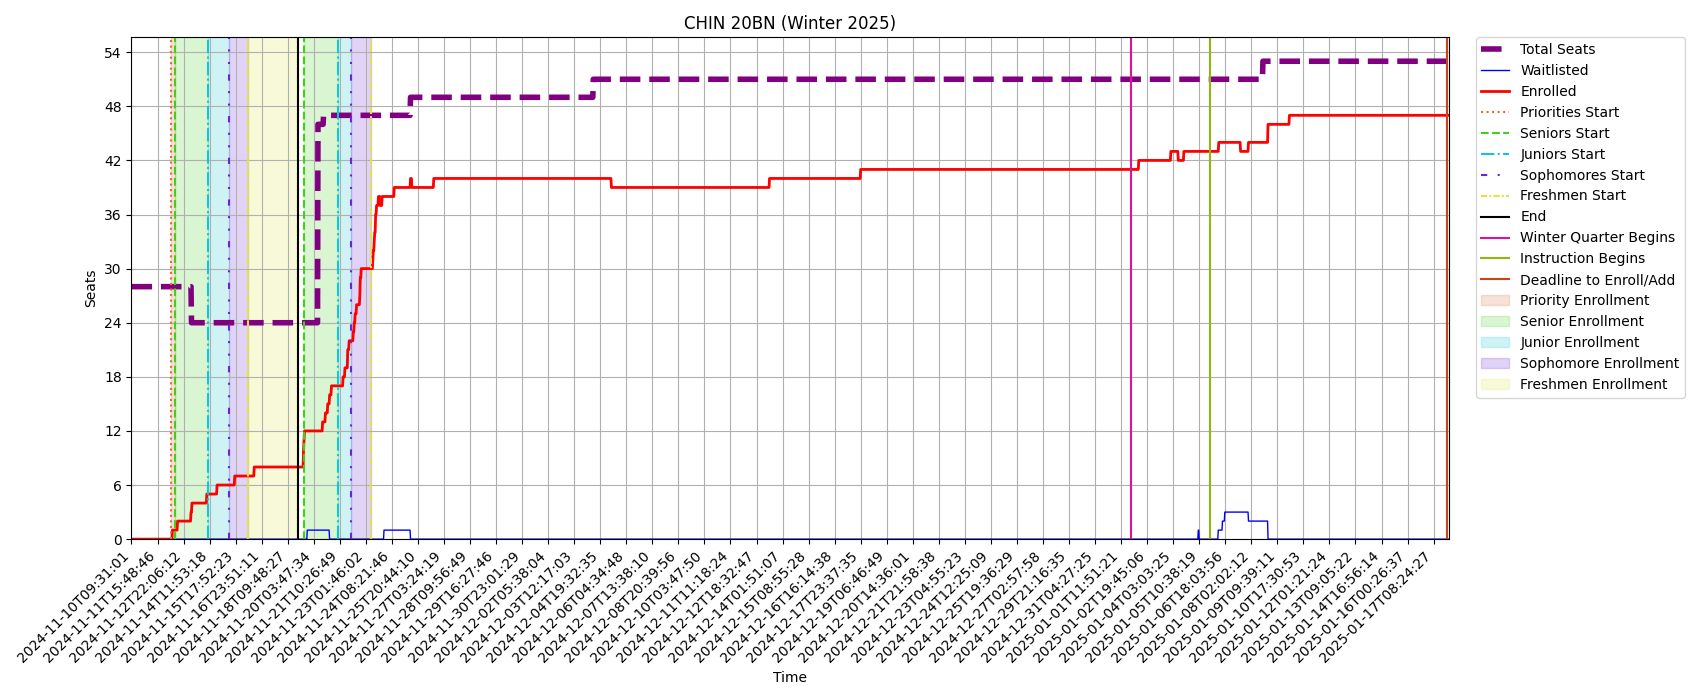 CHIN 20BN (Winter 2025)
54
48
42
36
30
24
18
12
6
0
Seats
2024-11-10T09:31:01
2024-11-11T15:48:46
2024-11-12T22:06:12
2024-11-14T11:53:18
2024-11-15T17:52:23
2024-11-16T23:51:11
2024-11-18T09:48:27
2024-11-20T03:47:34
2024-11-21T10:26:49
2024-11-23T01:46:02
2024-11-24T08:21:46
2024-11-25T20:44:10
2024-11-27T03:24:19
2024-11-28T09:56:49
2024-11-29T16:27:46
2024-11-30T23:01:29
2024-12-02T05:38:04
2024-12-03T12:17:03
2024-12-04T19:32:35
2024-12-06T04:34:48
2024-12-07T13:38:10
2024-12-08T20:39:56
2024-12-10T03:47:50
2024-12-11T11:18:24
2024-12-12T18:32:47
2024-12-14T01:51:07
2024-12-15T08:55:28
2024-12-16T16:14:38
2024-12-17T23:37:35
2024-12-19T06:46:49
2024-12-20T14:36:01
2024-12-21T21:58:38
2024-12-23T04:55:23
2024-12-24T12:25:09
2024-12-25T19:36:29
2024-12-27T02:57:58
2024-12-29T21:16:35
2024-12-31T04:27:25
2025-01-01T11:51:21
2025-01-02T19:45:06
2025-01-04T03:03:25
2025-01-05T10:38:19
2025-01-06T18:03:56
2025-01-08T02:02:12
2025-01-09T09:39:11
2025-01-10T17:30:53
2025-01-12T01:21:24
2025-01-13T09:05:22
2025-01-14T16:56:14
2025-01-16T00:26:37
2025-01-17T08:24:27
Time
Total Seats
Waitlisted
Enrolled
Priorities Start
Seniors Start
Juniors Start
Sophomores Start
Freshmen Start
End
Winter Quarter Begins
Instruction Begins
Deadline to Enroll/Add
Priority Enrollment
Senior Enrollment
Junior Enrollment
Sophomore Enrollment
Freshmen Enrollment